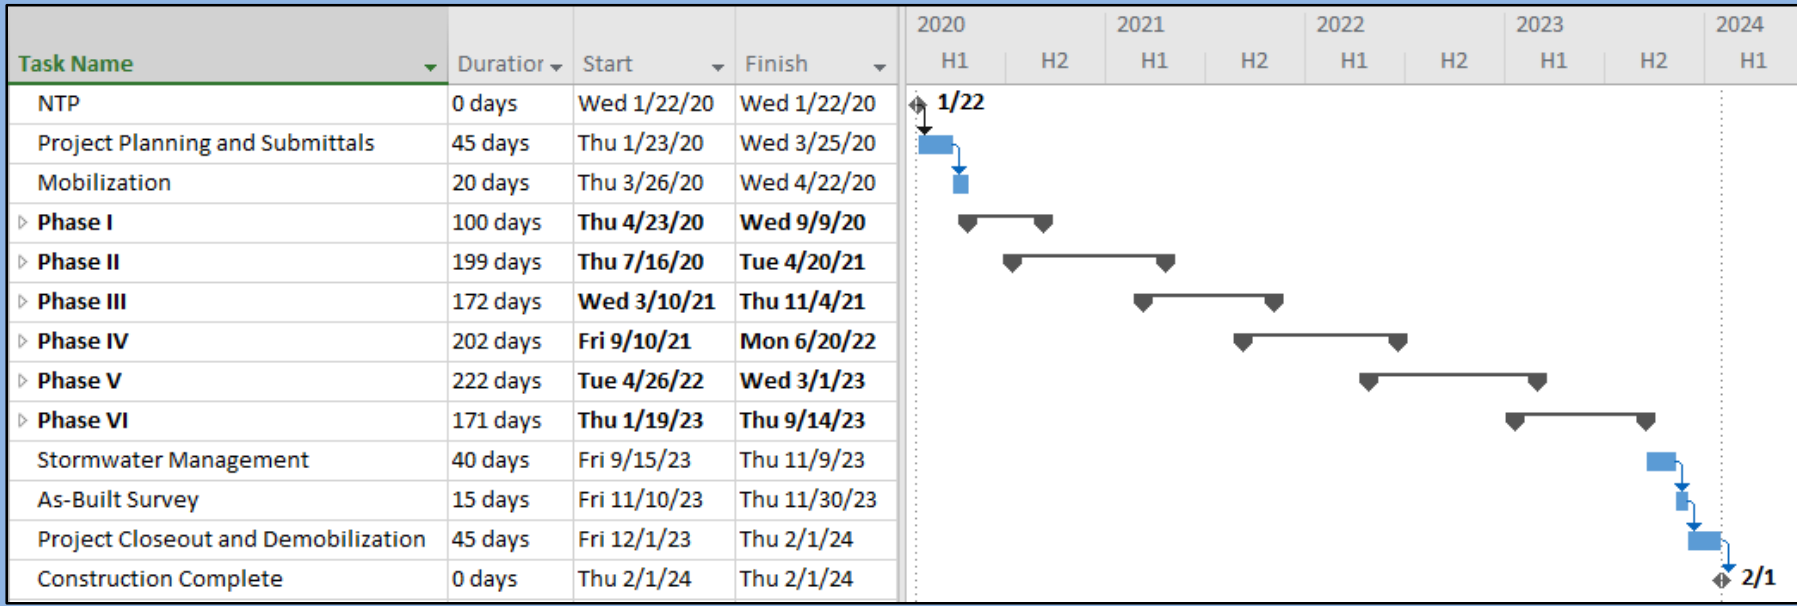 2020 2021 2022 2023 2024
Task Name Duration Start Finish H1 H2 H1 H2 H1 H2 H1 H2 H1
NTP 0 days Wed 1/22/20 Wed 1/22/20 1/22
Project Planning and Submittals 45 days Thu 1/23/20 Wed 3/25/20
Mobilization 20 days Thu 3/26/20 Wed 4/22/20
Phase I 100 days Thu 4/23/20 Wed 9/9/20
Phase II 199 days Thu 7/16/20 Tue 4/20/21
Phase III 172 days Wed 3/10/21 Thu 11/4/21
Phase IV 202 days Fri 9/10/21 Mon 6/20/22
Phase V 222 days Tue 4/26/22 Wed 3/1/23
Phase VI 171 days Thu 1/19/23 Thu 9/14/23
Stormwater Management 40 days Fri 9/15/23 Thu 11/9/23
As-Built Survey 15 days Fri 11/10/23 Thu 11/30/23
Project Closeout and Demobilization 45 days Fri 12/1/23 Thu 2/1/24
Construction Complete 0 days Thu 2/1/24 Thu 2/1/24 2/1